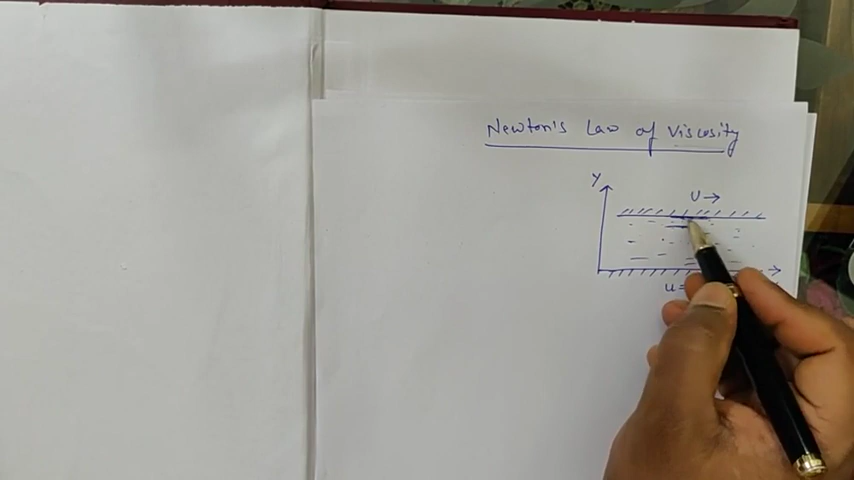 Newton's Law of Viscosity
Y
U →
u =